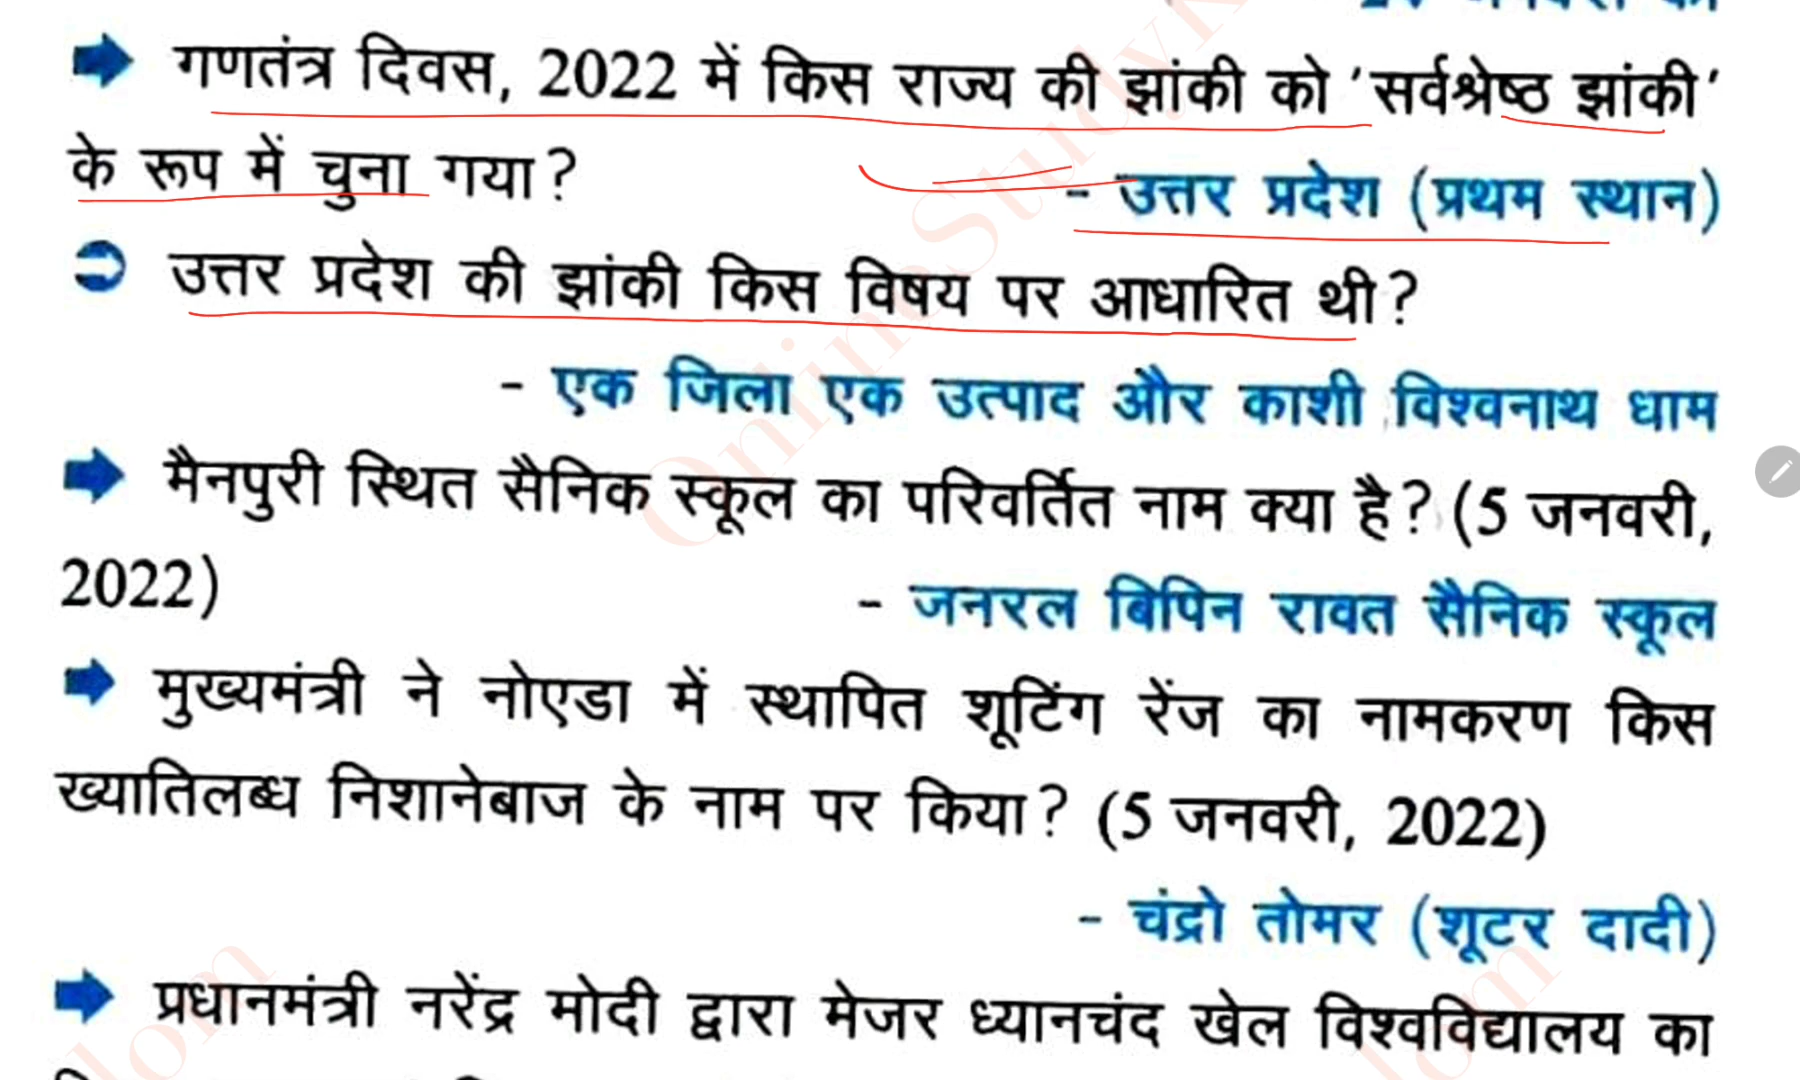 गणतंत्र दिवस, 2022 में किस राज्य की झांकी को 'सर्वश्रेष्ठ झांकी'
के रूप में चुना गया?
- उत्तर प्रदेश (प्रथम स्थान)
उत्तर प्रदेश की झांकी किस विषय पर आधारित थी?
- एक जिला एक उत्पाद और काशी विश्वनाथ धाम
मैनपुरी स्थित सैनिक स्कूल का परिवर्तित नाम क्या है? (5 जनवरी,
2022)
- जनरल बिपिन रावत सैनिक स्कूल
मुख्यमंत्री ने नोएडा में स्थापित शूटिंग रेंज का नामकरण किस
ख्यातिलब्ध निशानेबाज के नाम पर किया? (5 जनवरी, 2022)
- चंद्रो तोमर (शूटर दादी)
प्रधानमंत्री नरेंद्र मोदी द्वारा मेजर ध्यानचंद खेल विश्वविद्यालय का